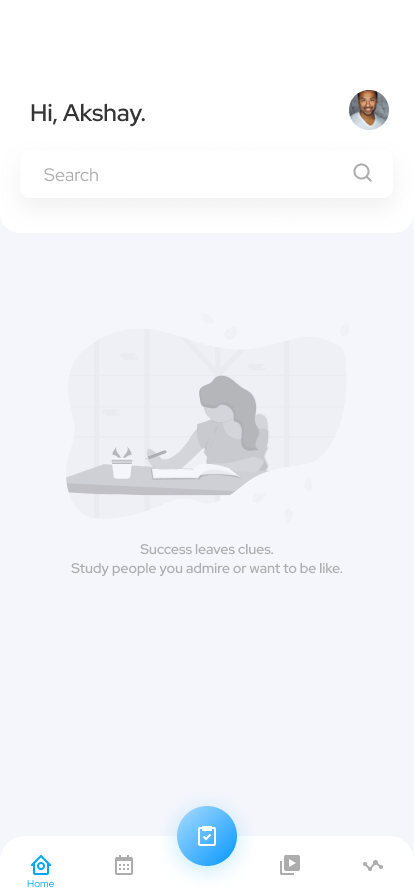 Hi, Akshay.
Search
Success leaves clues.
Study people you admire or want to be like.
Home